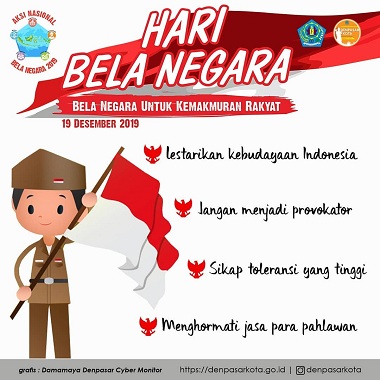 AKSI NASIONAL
BELA NEGARA 2019
HARI
BELA NEGARA
BELA NEGARA UNTUK KEMAKMURAN RAKYAT
19 DESEMBER 2019
lestarikan kebudayaan Indonesia
Jangan menjadi provokator
Sikap toleransi yang tinggi
Menghormati jasa para pahlawan
grafis : Damamaya Denpasar Cyber Monitor
https://denpasarkota.go.id | denpasarkota